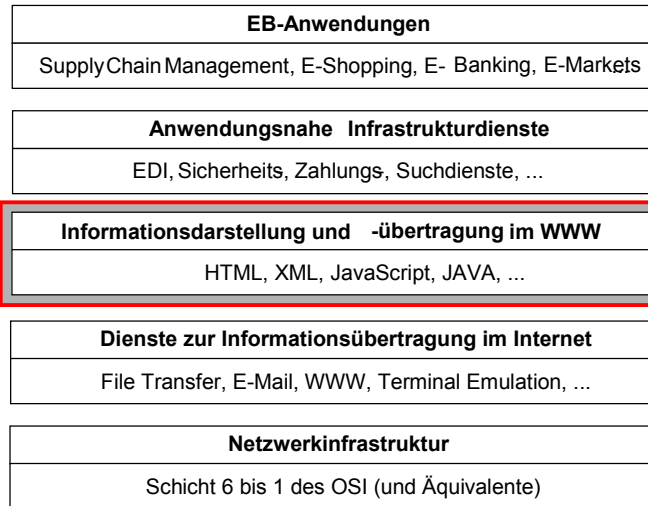 EB-Anwendungen
Supply Chain Management, E-Shopping, E- Banking, E-Markets
Anwendungsnahe Infrastrukturdienste
EDI, Sicherheits, Zahlungs-, Suchdienste, ...
Informationsdarstellung und -übertragung im WWW
HTML, XML, JavaScript, JAVA, ...
Dienste zur Informationsübertragung im Internet
File Transfer, E-Mail, WWW, Terminal Emulation, ...
Netzwerkinfrastruktur
Schicht 6 bis 1 des OSI (und Äquivalente)